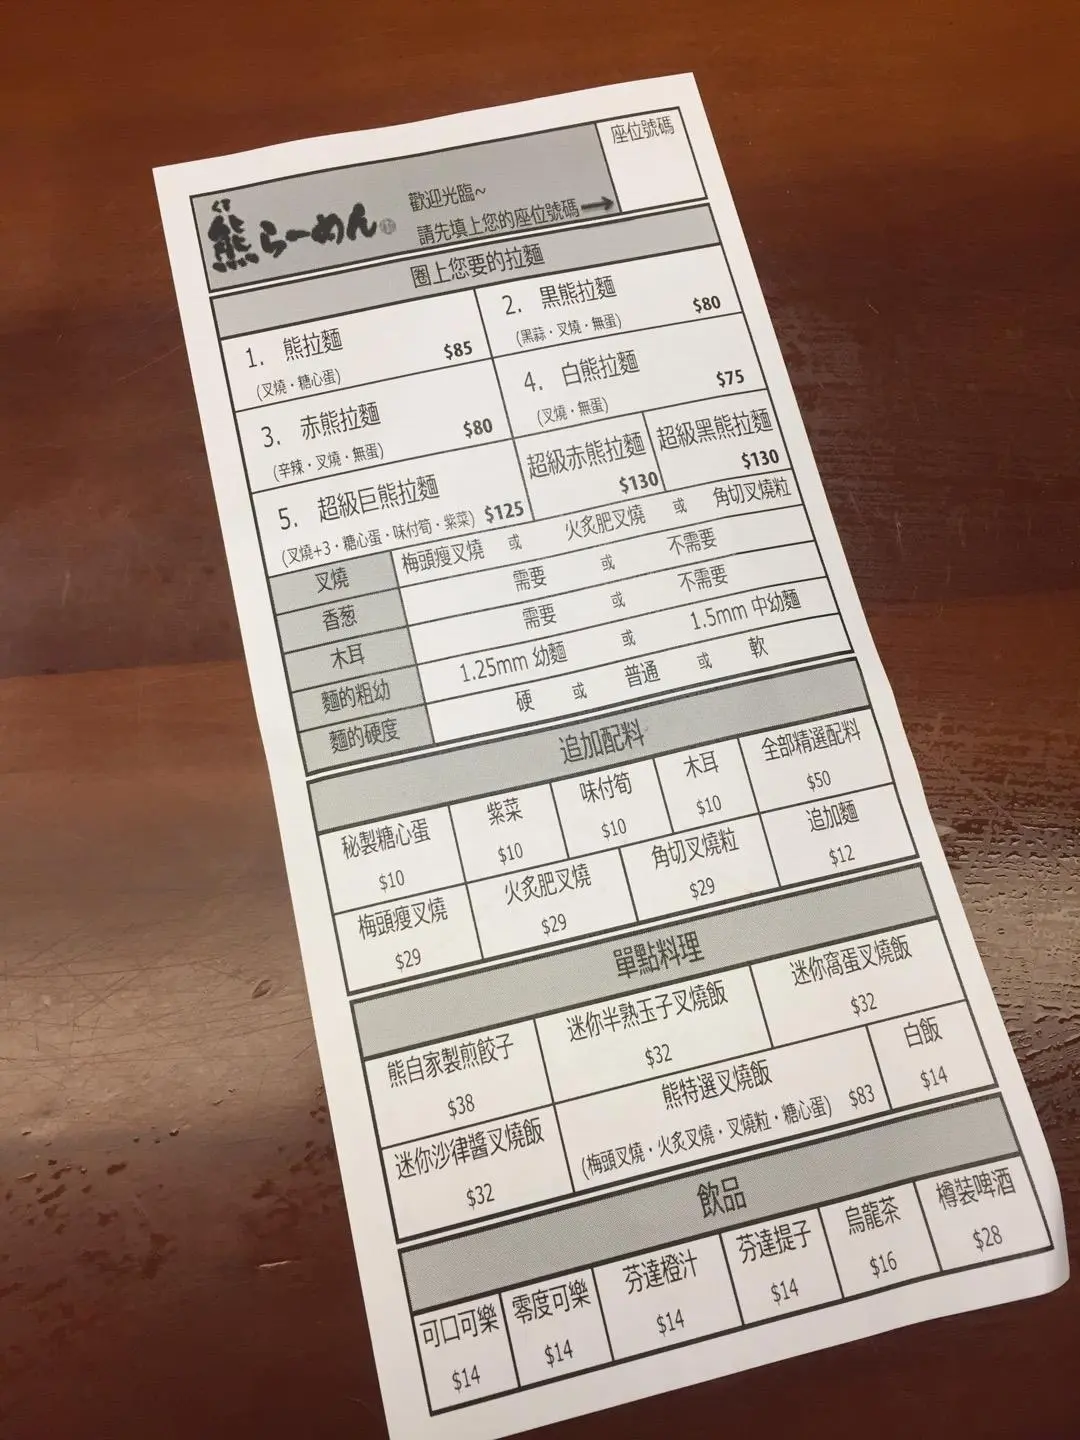 座位號碼
くま
熊らーめん
歡迎光臨~
請先填上您的座位號碼
圈上您要的拉麵
1. 熊拉麵 $85
(叉燒·糖心蛋)
2. 黑熊拉麵 $80
(黑蒜·叉燒·無蛋)
3. 赤熊拉麵 $80
(辛辣·叉燒·無蛋)
4. 白熊拉麵 $75
(叉燒·無蛋)
5. 超級巨熊拉麵 $125
(叉燒+3·糖心蛋·味付筍·紫菜)
超級赤熊拉麵
$130
超級黑熊拉麵
$130
叉燒 梅頭瘦叉燒 或 火炙肥叉燒 或 角切叉燒粒
香葱 需要 或 不需要
木耳 需要 或 不需要
麵的粗幼 1.25mm 幼麵 或 1.5mm 中幼麵
麵的硬度 硬 或 普通 或 軟
追加配料
秘製糖心蛋 $10
紫菜 $10
味付筍 $10
木耳 $10
全部精選配料 $50
梅頭瘦叉燒 $29
火炙肥叉燒 $29
角切叉燒粒 $29
追加麵 $12
單點料理
熊自家製煎餃子 $38
迷你半熟玉子叉燒飯 $32
迷你窩蛋叉燒飯 $32
迷你沙律醬叉燒飯 $32
熊特選叉燒飯
(梅頭叉燒·火炙叉燒·叉燒粒·糖心蛋) $83
白飯 $14
飲品
可口可樂 $14
零度可樂 $14
芬達橙汁 $14
芬達提子 $14
烏龍茶 $16
樽裝啤酒 $28